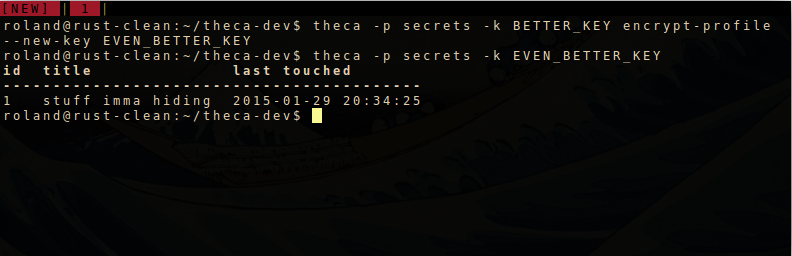 [NEW] | 1 |
roland@rust-clean:~/theca-dev$ theca -p secrets -k BETTER_KEY encrypt-profile
--new-key EVEN_BETTER_KEY
roland@rust-clean:~/theca-dev$ theca -p secrets -k EVEN_BETTER_KEY
id  title               last touched
------------------------------------------
1   stuff imma hiding  2015-01-29 20:34:25
roland@rust-clean:~/theca-dev$